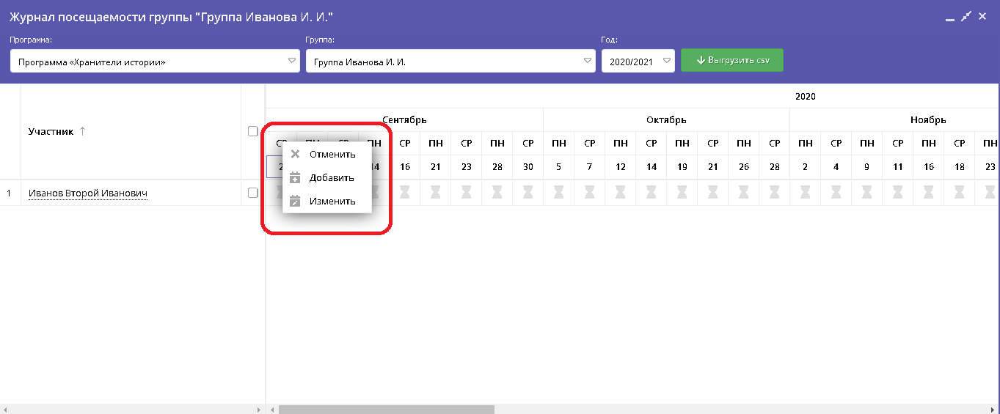 Журнал посещаемости группы "Группа Иванова И. И."
Программа: Группа: Год:
Программа «Хранители истории» Группа Иванова И. И. 2020/2021 Выгрузить csv
2020
Сентябрь Октябрь Ноябрь
Участник
СР ПН СР ПН СР ПН СР ПН СР ПН СР ПН СР ПН СР ПН СР ПН СР ПН СР ПН СР ПН
14 16 21 23 28 30 5 7 12 14 19 21 26 28 2 4 9 11 16 18 23
Отменить
Добавить
Изменить
1 Иванов Второй Иванович